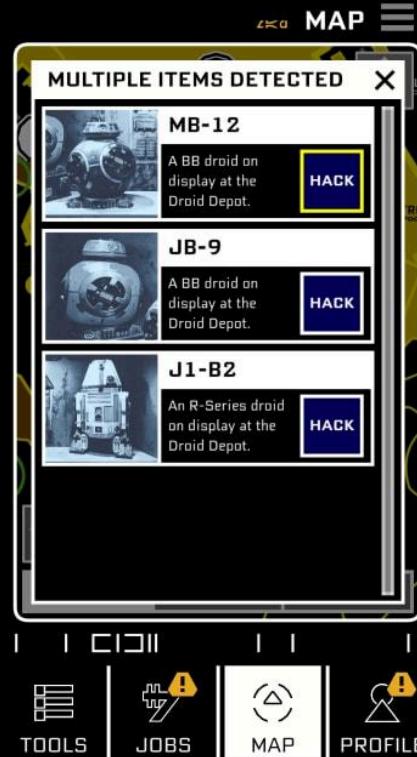 MAP
MULTIPLE ITEMS DETECTED
MB-12
A BB droid on
display at the
Droid Depot.
HACK
JB-9
A BB droid on
display at the
Droid Depot.
HACK
J1-B2
An R-Series droid
on display at the
Droid Depot.
HACK
TOOLS
JOBS
MAP
PROFILE